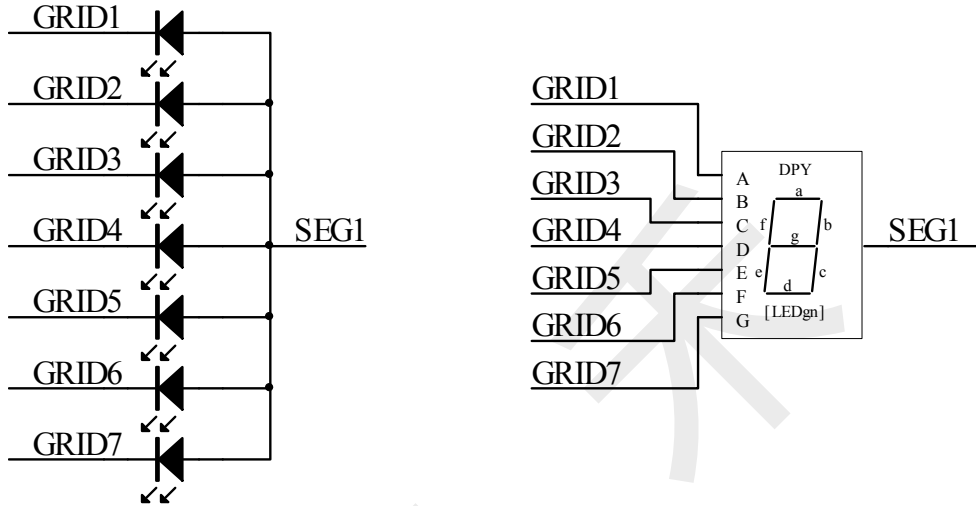 GRID1
GRID2
GRID3
GRID4
SEG1
GRID5
GRID6
GRID7
GRID1
GRID2
GRID3
GRID4
GRID5
GRID6
GRID7
A
B
C
D
E
F
G
DPY
a
f
b
g
e
c
d
[LEDgn]
SEG1